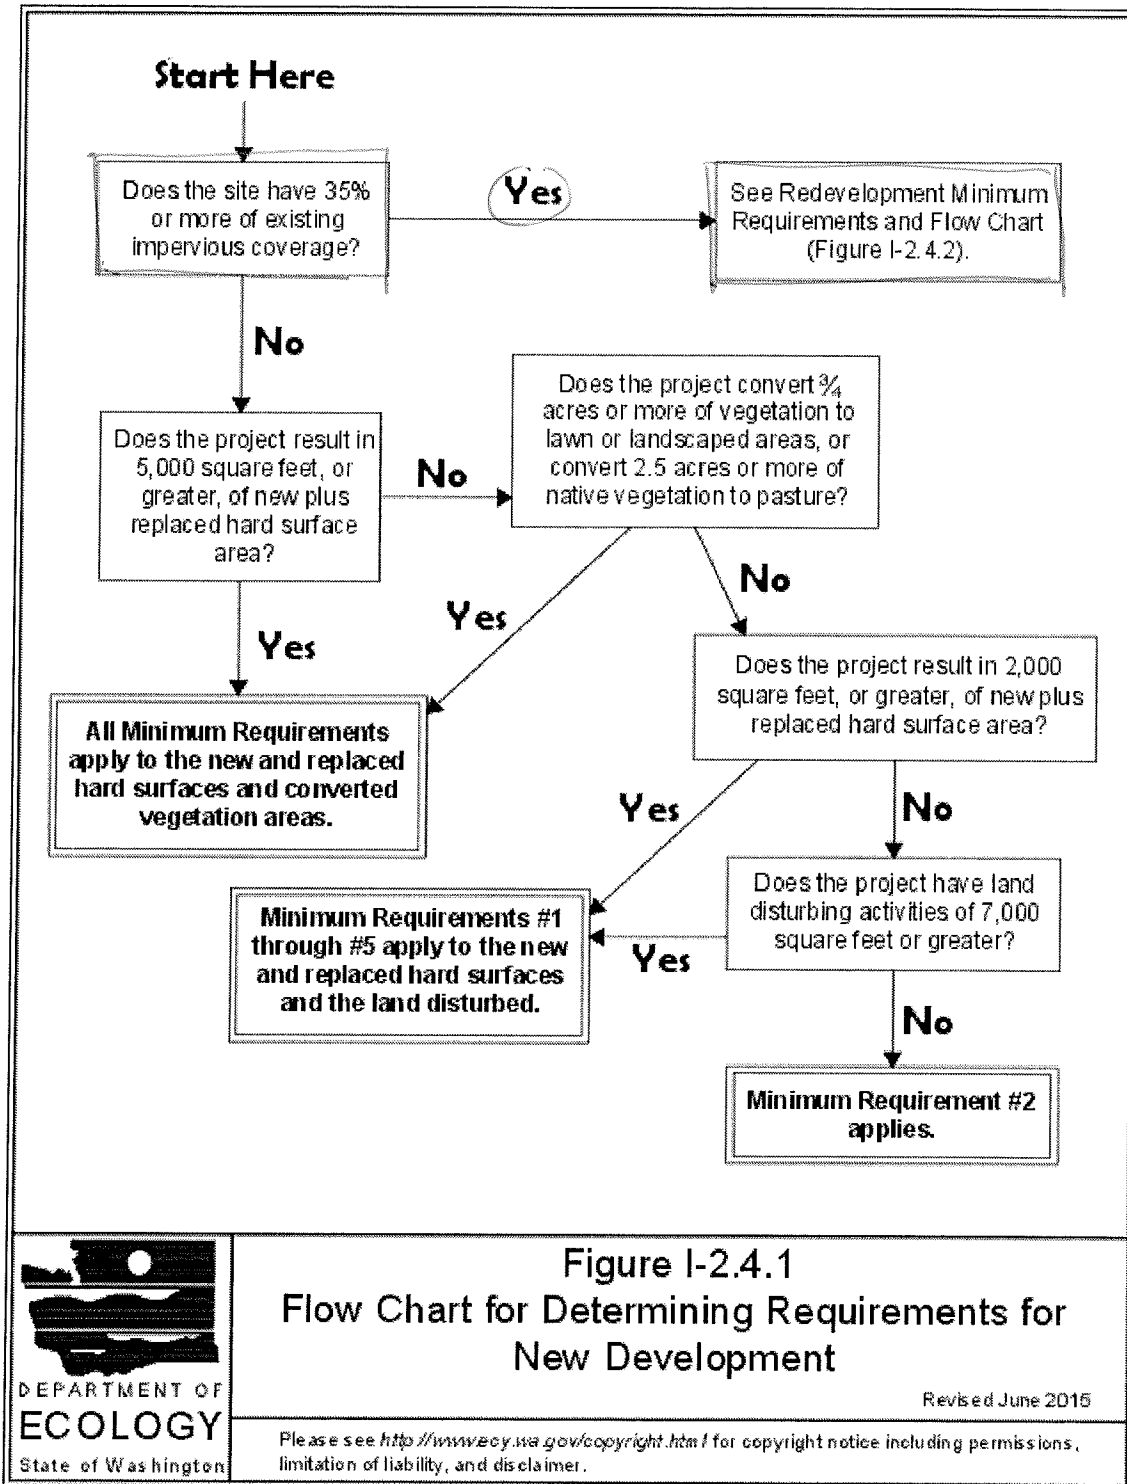 Start Here
Does the site have 35%
or more of existing
impervious coverage?
Yes
See Redevelopment Minimum
Requirements and Flow Chart
(Figure I-2.4.2).
No
Does the project result in
5,000 square feet, or
greater, of new plus
replaced hard surface
area?
No
Does the project convert ¾
acres or more of vegetation to
lawn or landscaped areas, or
convert 2.5 acres or more of
native vegetation to pasture?
Yes
Yes
No
All Minimum Requirements
apply to the new and replaced
hard surfaces and converted
vegetation areas.
Does the project result in 2,000
square feet, or greater, of new plus
replaced hard surface area?
Yes
No
Minimum Requirements #1
through #5 apply to the new
and replaced hard surfaces
and the land disturbed.
Yes
Does the project have land
disturbing activities of 7,000
square feet or greater?
No
Minimum Requirement #2
applies.
DEPARTMENT OF
ECOLOGY
State of Washington
Figure I-2.4.1
Flow Chart for Determining Requirements for
New Development
Revised June 2015
Please see http://www.ecy.wa.gov/copyright.html for copyright notice including permissions,
limitation of liability, and disclaimer.